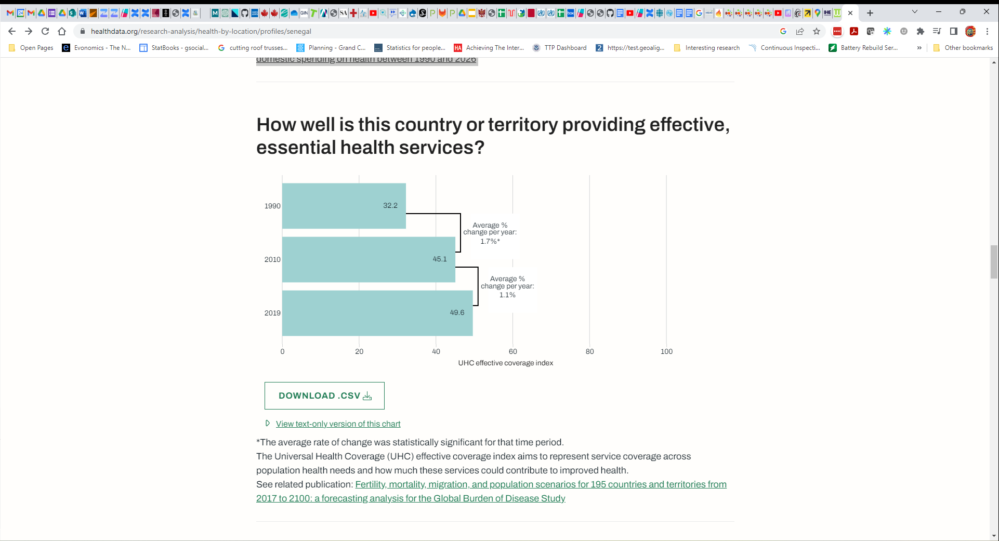 healthdata.org/research-analysis/health-by-location/profiles/senegal
Open Pages
Evonomics - The N...
StatBooks - gsocial...
cutting roof trusses...
Planning - Grand C...
Statistics for people...
HA Achieving The Inter...
TTP Dashboard
2 https://test.geoalig...
Interesting research
Continuous Inspecti...
Battery Rebuild Ser...
»
Other bookmarks
domestic spending on health between 1990 and 2026
How well is this country or territory providing effective,
essential health services?
1990
32.2
Average %
change per year:
1.7%*
2010
45.1
Average %
change per year:
1.1%
2019
49.6
0 20 40 60 80 100
UHC effective coverage index
DOWNLOAD .CSV
View text-only version of this chart
*The average rate of change was statistically significant for that time period.
The Universal Health Coverage (UHC) effective coverage index aims to represent service coverage across
population health needs and how much these services could contribute to improved health.
See related publication: Fertility, mortality, migration, and population scenarios for 195 countries and territories from
2017 to 2100: a forecasting analysis for the Global Burden of Disease Study